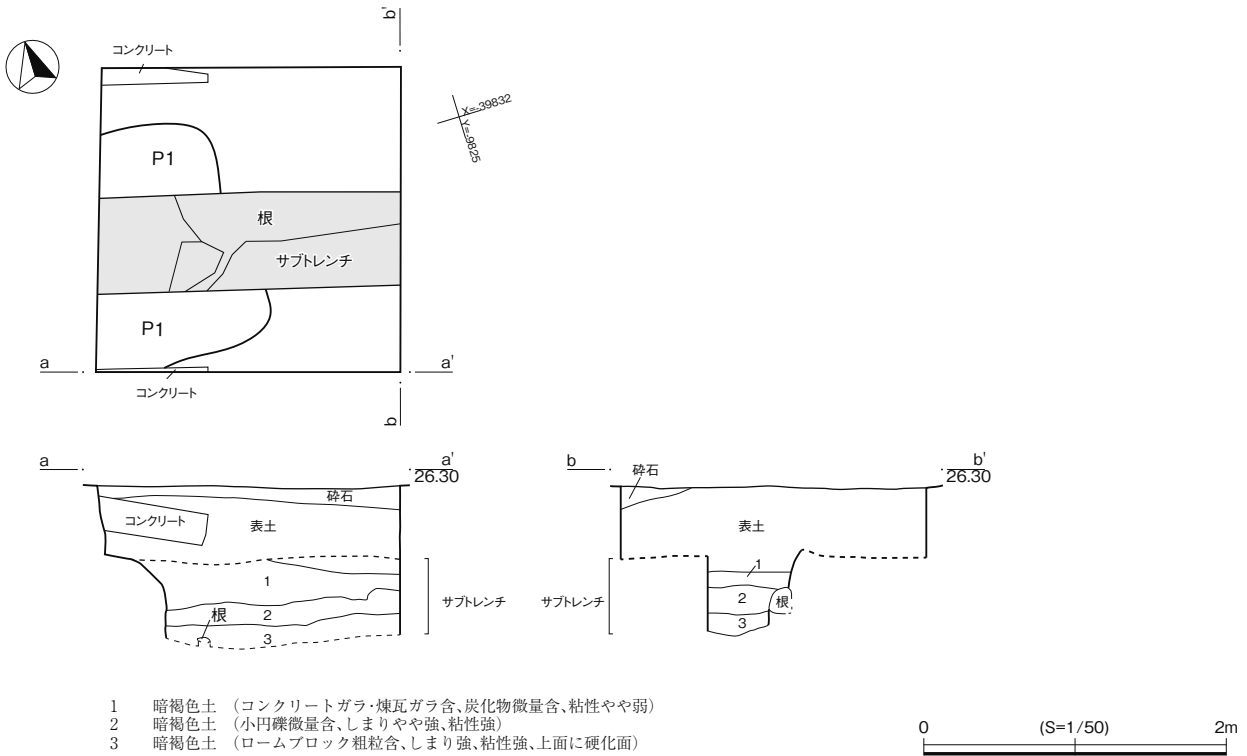 b'
コンクリート
X=-39832
Y=-9825
P1
根
サブトレンチ
P1
a
a'
コンクリート
b
a
a'
26.30
砕石
コンクリート
表土
1
2
根
3
サブトレンチ
b
b'
26.30
砕石
表土
1
2
根
3
サブトレンチ
1 暗褐色土 (コンクリートガラ・煉瓦ガラ含、炭化物微量含、粘性やや弱)
2 暗褐色土 (小円礫微量含、しまりやや強、粘性強)
3 暗褐色土 (ロームブロック粗粒含、しまり強、粘性強、上面に硬化面)
0 (S=1/50) 2m